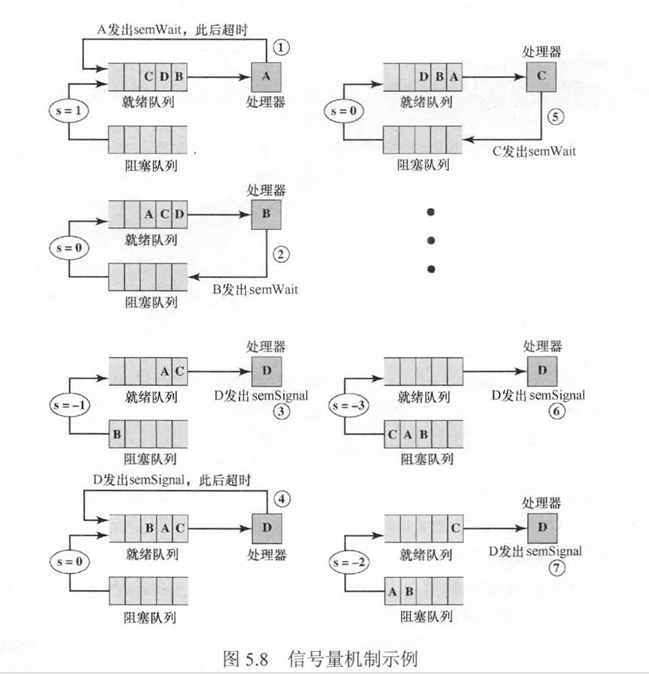 A发出semWait，此后超时
①
C D B
A
就绪队列
处理器
s = 1
阻塞队列
处理器
A C D
B
就绪队列
s = 0
②
B发出semWait
阻塞队列
处理器
A C
D
就绪队列
D发出semSignal
③
s = -1
B
阻塞队列
D发出semSignal，此后超时
④
B A C
D
就绪队列
处理器
s = 0
阻塞队列
处理器
D B A
C
就绪队列
s = 0
⑤
C发出semWait
阻塞队列
处理器
D
就绪队列
D发出semSignal
⑥
s = -3
C A B
阻塞队列
处理器
C
D
就绪队列
D发出semSignal
⑦
s = -2
A B
阻塞队列
图 5.8 信号量机制示例